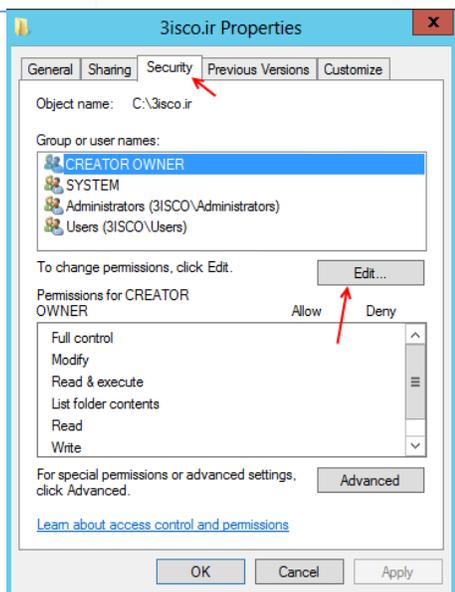 3isco.ir Properties
x
General Sharing Security Previous Versions Customize
Object name: C:\3isco.ir
Group or user names:
CREATOR OWNER
SYSTEM
Administrators (3ISCO\Administrators)
Users (3ISCO\Users)
To change permissions, click Edit.
Edit...
Permissions for CREATOR
OWNER Allow Deny
Full control
Modify
Read & execute
List folder contents
Read
Write
For special permissions or advanced settings,
click Advanced.
Advanced
Learn about access control and permissions
OK Cancel Apply